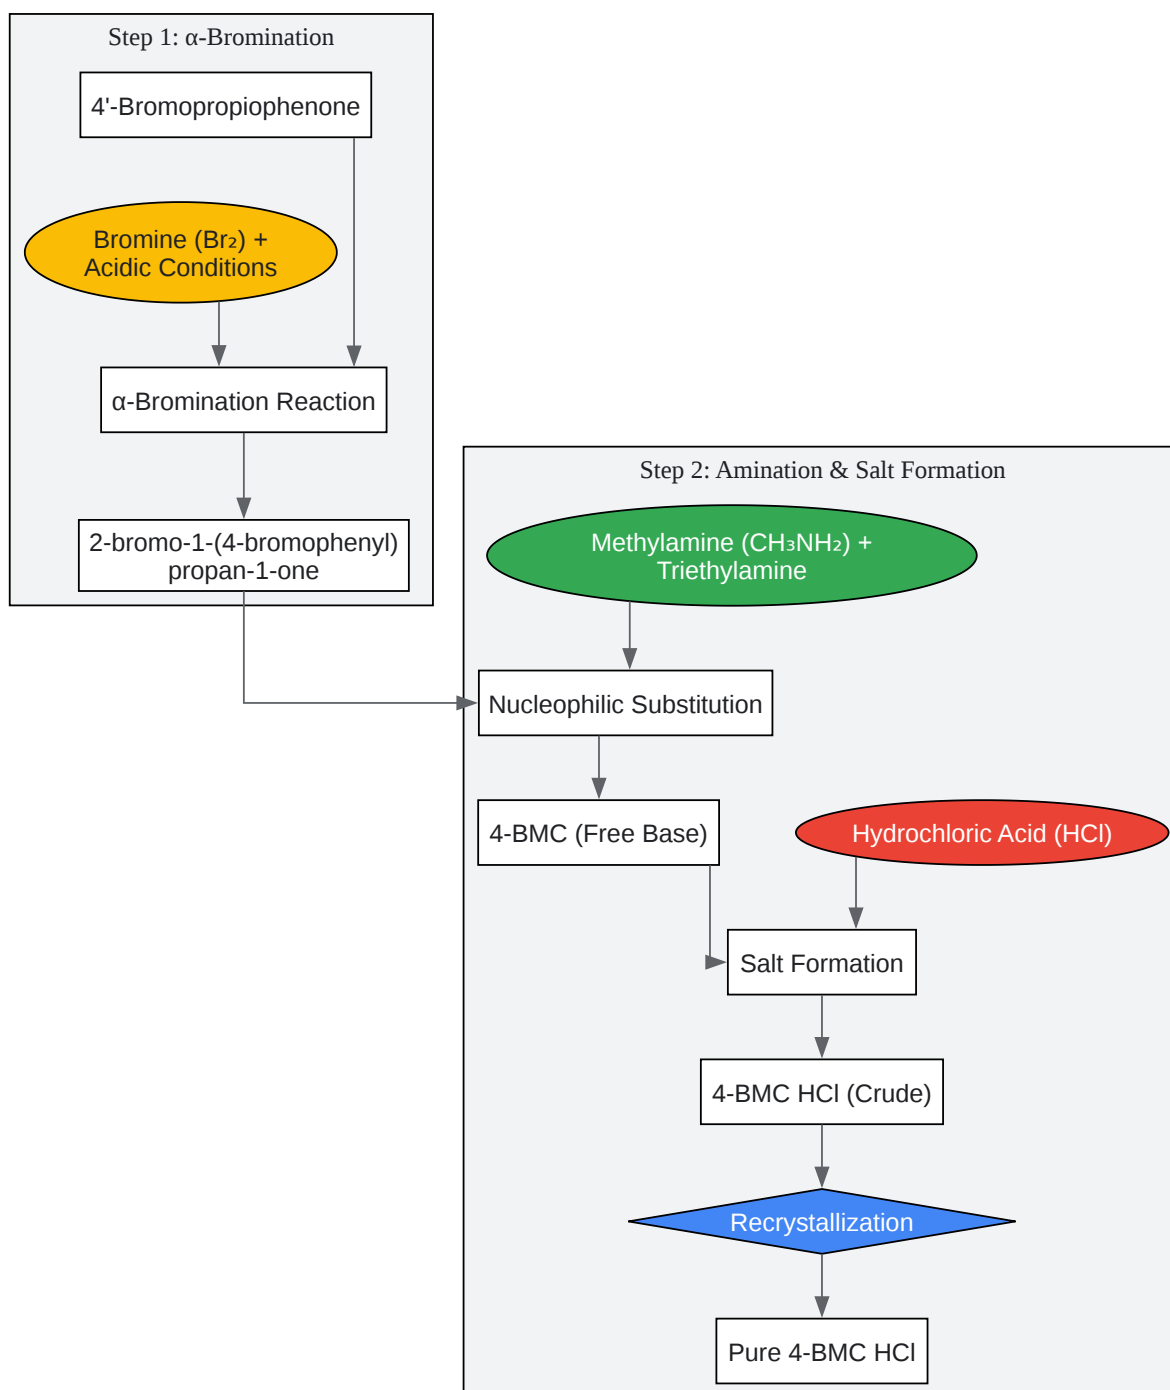 Step 1: α-Bromination
4'-Bromopropiophenone
Bromine (Br₂) +
Acidic Conditions
α-Bromination Reaction
2-bromo-1-(4-bromophenyl)
propan-1-one
Step 2: Amination & Salt Formation
Methylamine (CH₃NH₂) +
Triethylamine
Nucleophilic Substitution
4-BMC (Free Base)
Hydrochloric Acid (HCl)
Salt Formation
4-BMC HCl (Crude)
Recrystallization
Pure 4-BMC HCl